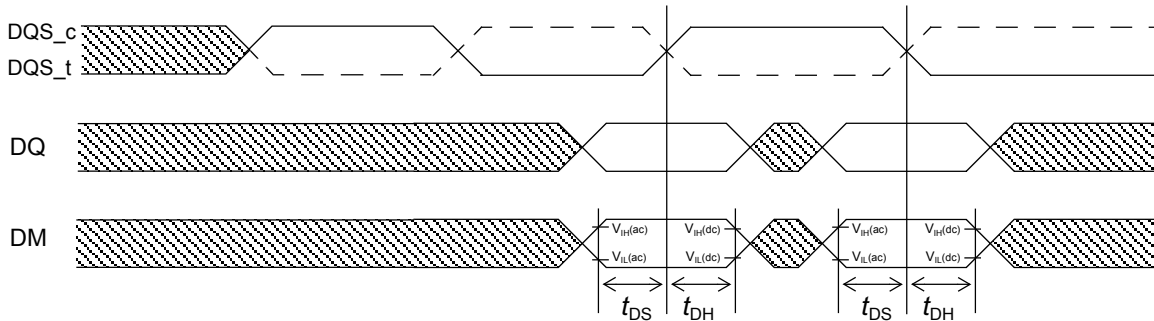 DQS_c
DQS_t
DQ
DM
VIH(ac) VIH(dc) VIH(ac) VIH(dc)
VIL(ac) VIL(dc) VIL(ac) VIL(dc)
tDS tDH tDS tDH